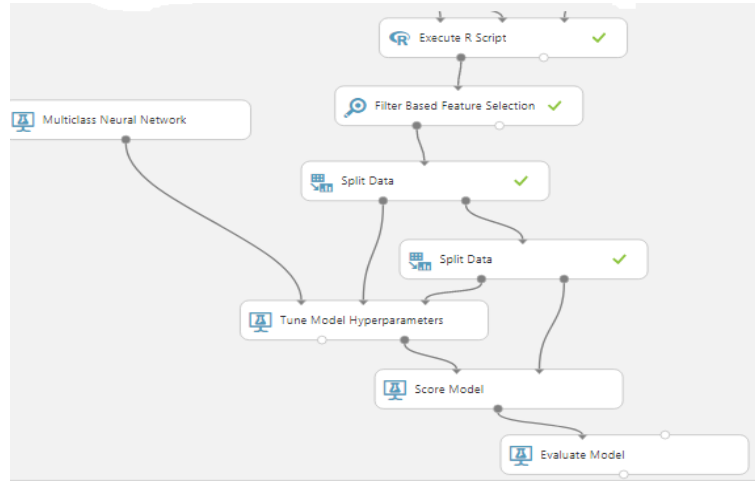 Execute R Script
Filter Based Feature Selection
Multiclass Neural Network
Split Data
Split Data
Tune Model Hyperparameters
Score Model
Evaluate Model